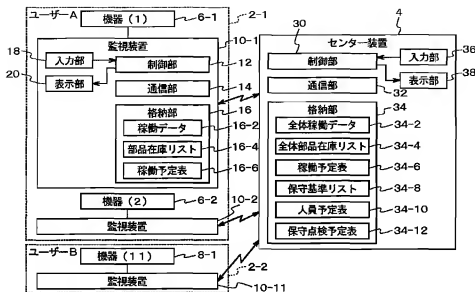 ユーザーA
機器(1)
6-1
2-1
監視装置
10-1
18
入力部
制御部
12
20
表示部
通信部
14
格納部
16
稼働データ
16-2
部品在庫リスト
16-4
稼働予定表
16-6
機器(2)
6-2
監視装置
10-2
ユーザーB
機器(11)
8-1
監視装置
2-2
10-11
4
センター装置
30
制御部
入力部
36
表示部
38
通信部
32
格納部
34
全体稼働データ
34-2
全体部品在庫リスト
34-4
稼働予定表
34-6
保守基準リスト
34-8
人員予定表
34-10
保守点検予定表
34-12